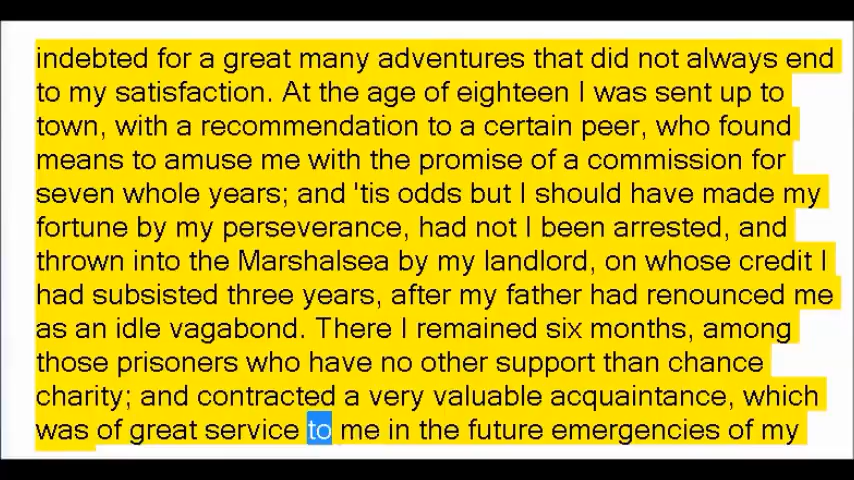 indebted for a great many adventures that did not always end
to my satisfaction. At the age of eighteen I was sent up to
town, with a recommendation to a certain peer, who found
means to amuse me with the promise of a commission for
seven whole years; and 'tis odds but I should have made my
fortune by my perseverance, had not I been arrested, and
thrown into the Marshalsea by my landlord, on whose credit I
had subsisted three years, after my father had renounced me
as an idle vagabond. There I remained six months, among
those prisoners who have no other support than chance
charity; and contracted a very valuable acquaintance, which
was of great service to me in the future emergencies of my